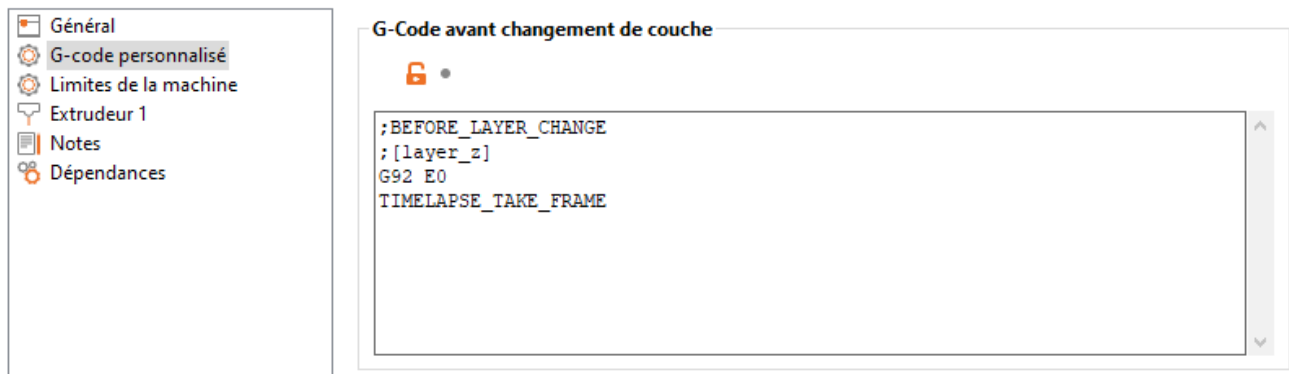 Général
G-code personnalisé
Limites de la machine
Extrudeur 1
Notes
Dépendances
G-Code avant changement de couche
;BEFORE_LAYER_CHANGE
;[layer_z]
G92 E0
TIMELAPSE_TAKE_FRAME